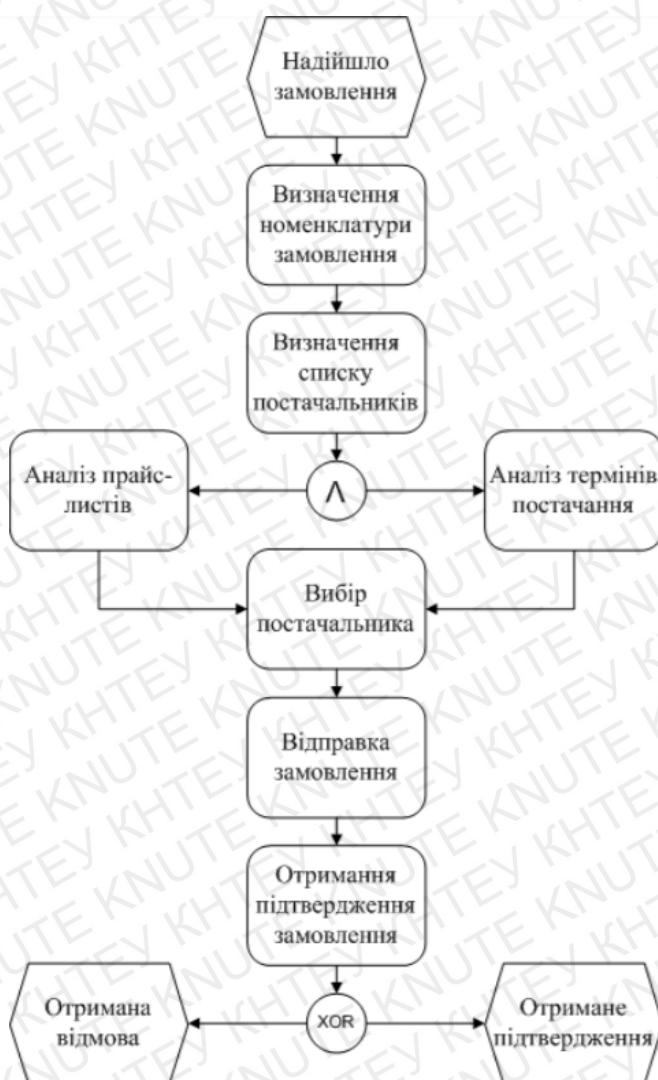 Надійшло
замовлення
Визначення
номенклатури
замовлення
Визначення
списку
постачальників
Аналіз прайс-
листів
Λ
Аналіз термінів
постачання
Вибір
постачальника
Відправка
замовлення
Отримання
підтвердження
замовлення
Отримана
відмова
XOR
Отримане
підтвердження